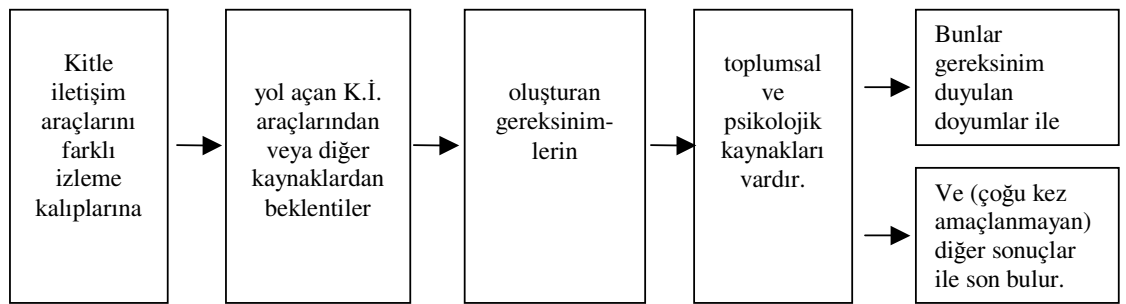 Kitle
iletişim
araçlarını
farklı
izleme
kalıplarına
yol açan K.İ.
araçlarından
veya diğer
kaynaklardan
beklentiler
oluşturan
gereksinim-
lerin
toplumsal
ve
psikolojik
kaynakları
vardır.
Bunlar
gereksinim
duyulan
doyumlar ile
Ve (çoğu kez
amaçlanmayan)
diğer sonuçlar
ile son bulur.